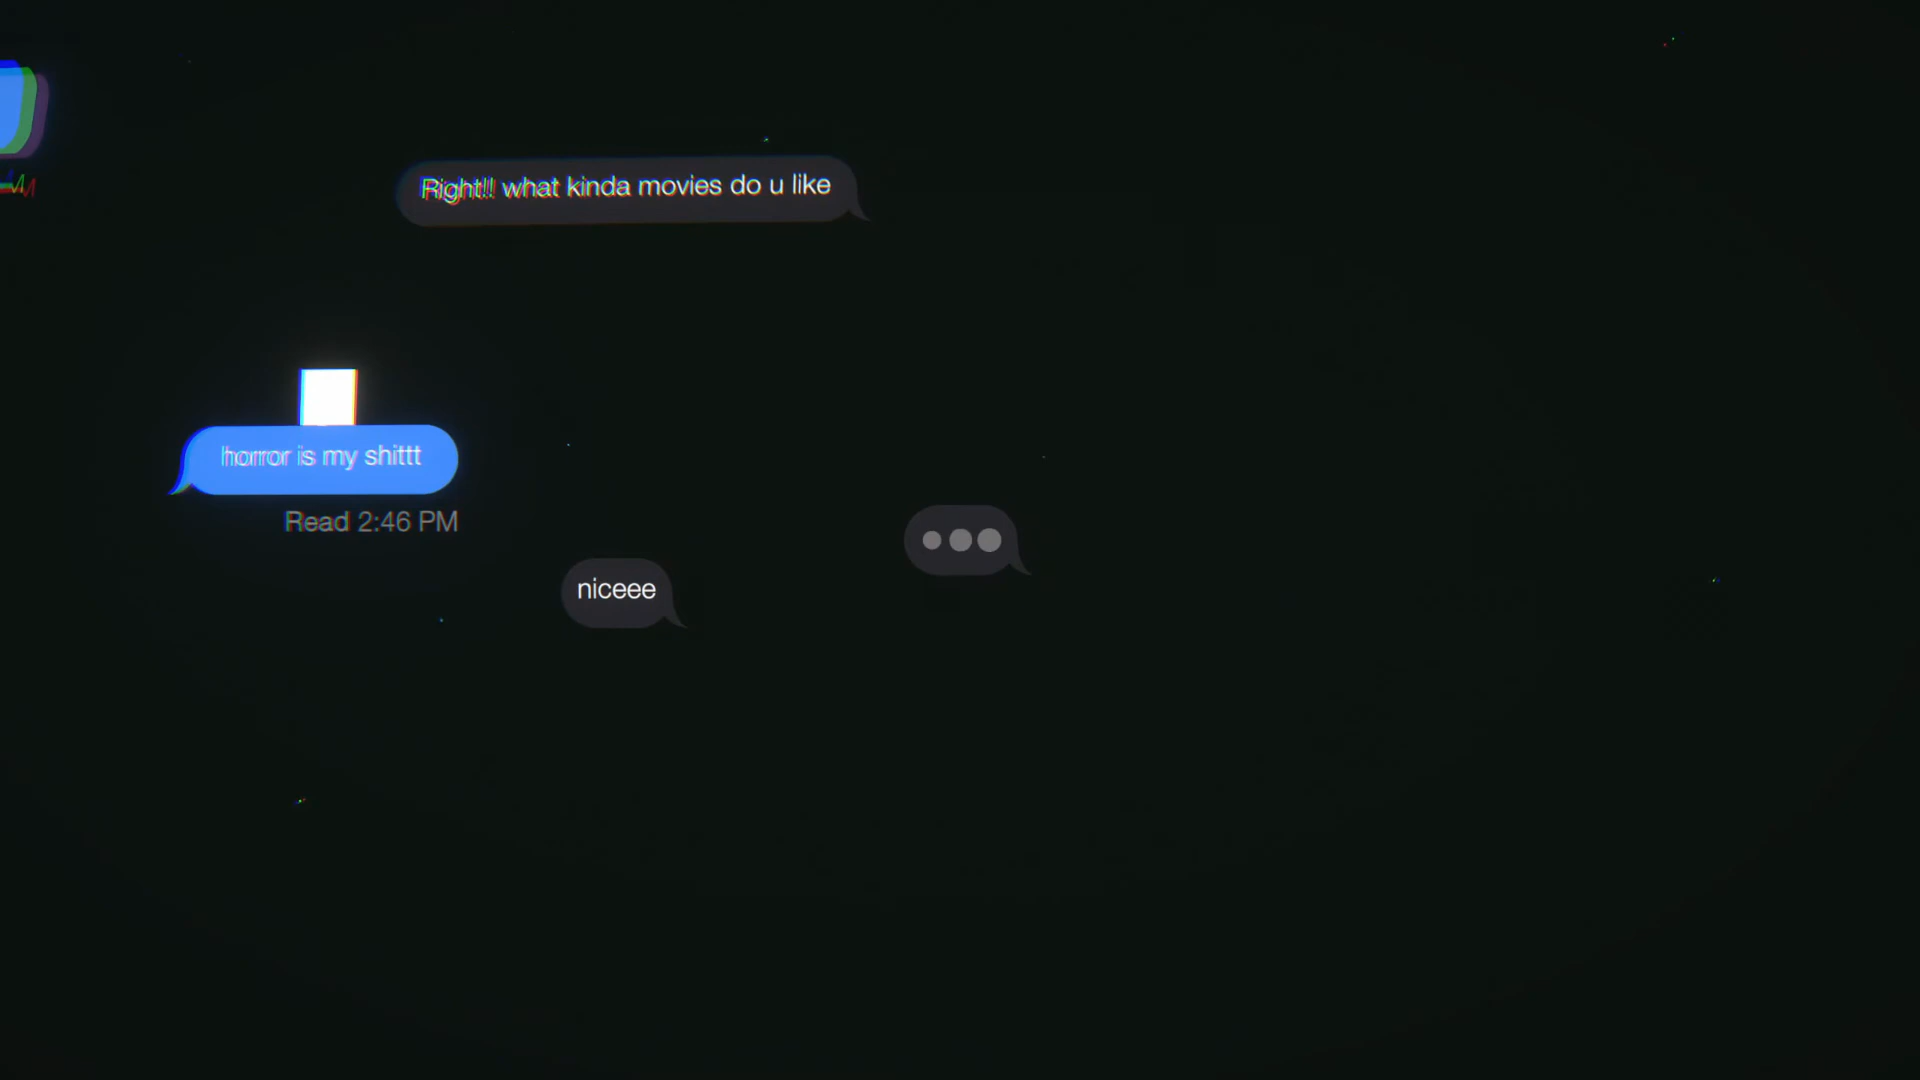 Right!! what kinda movies do u like
horror is my shittt
Read 2:46 PM
niceee